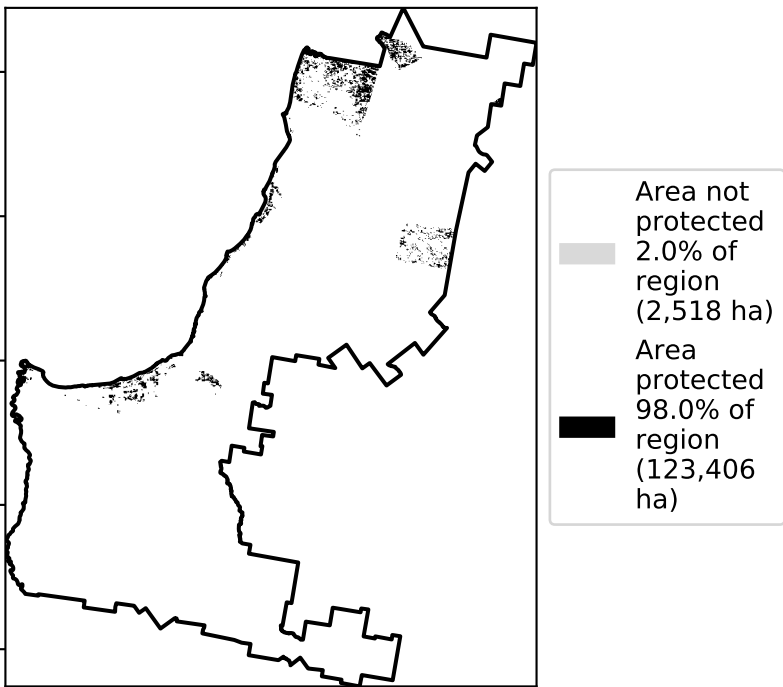 Area not
protected
2.0% of
region
(2,518 ha)
Area
protected
98.0% of
region
(123,406
ha)